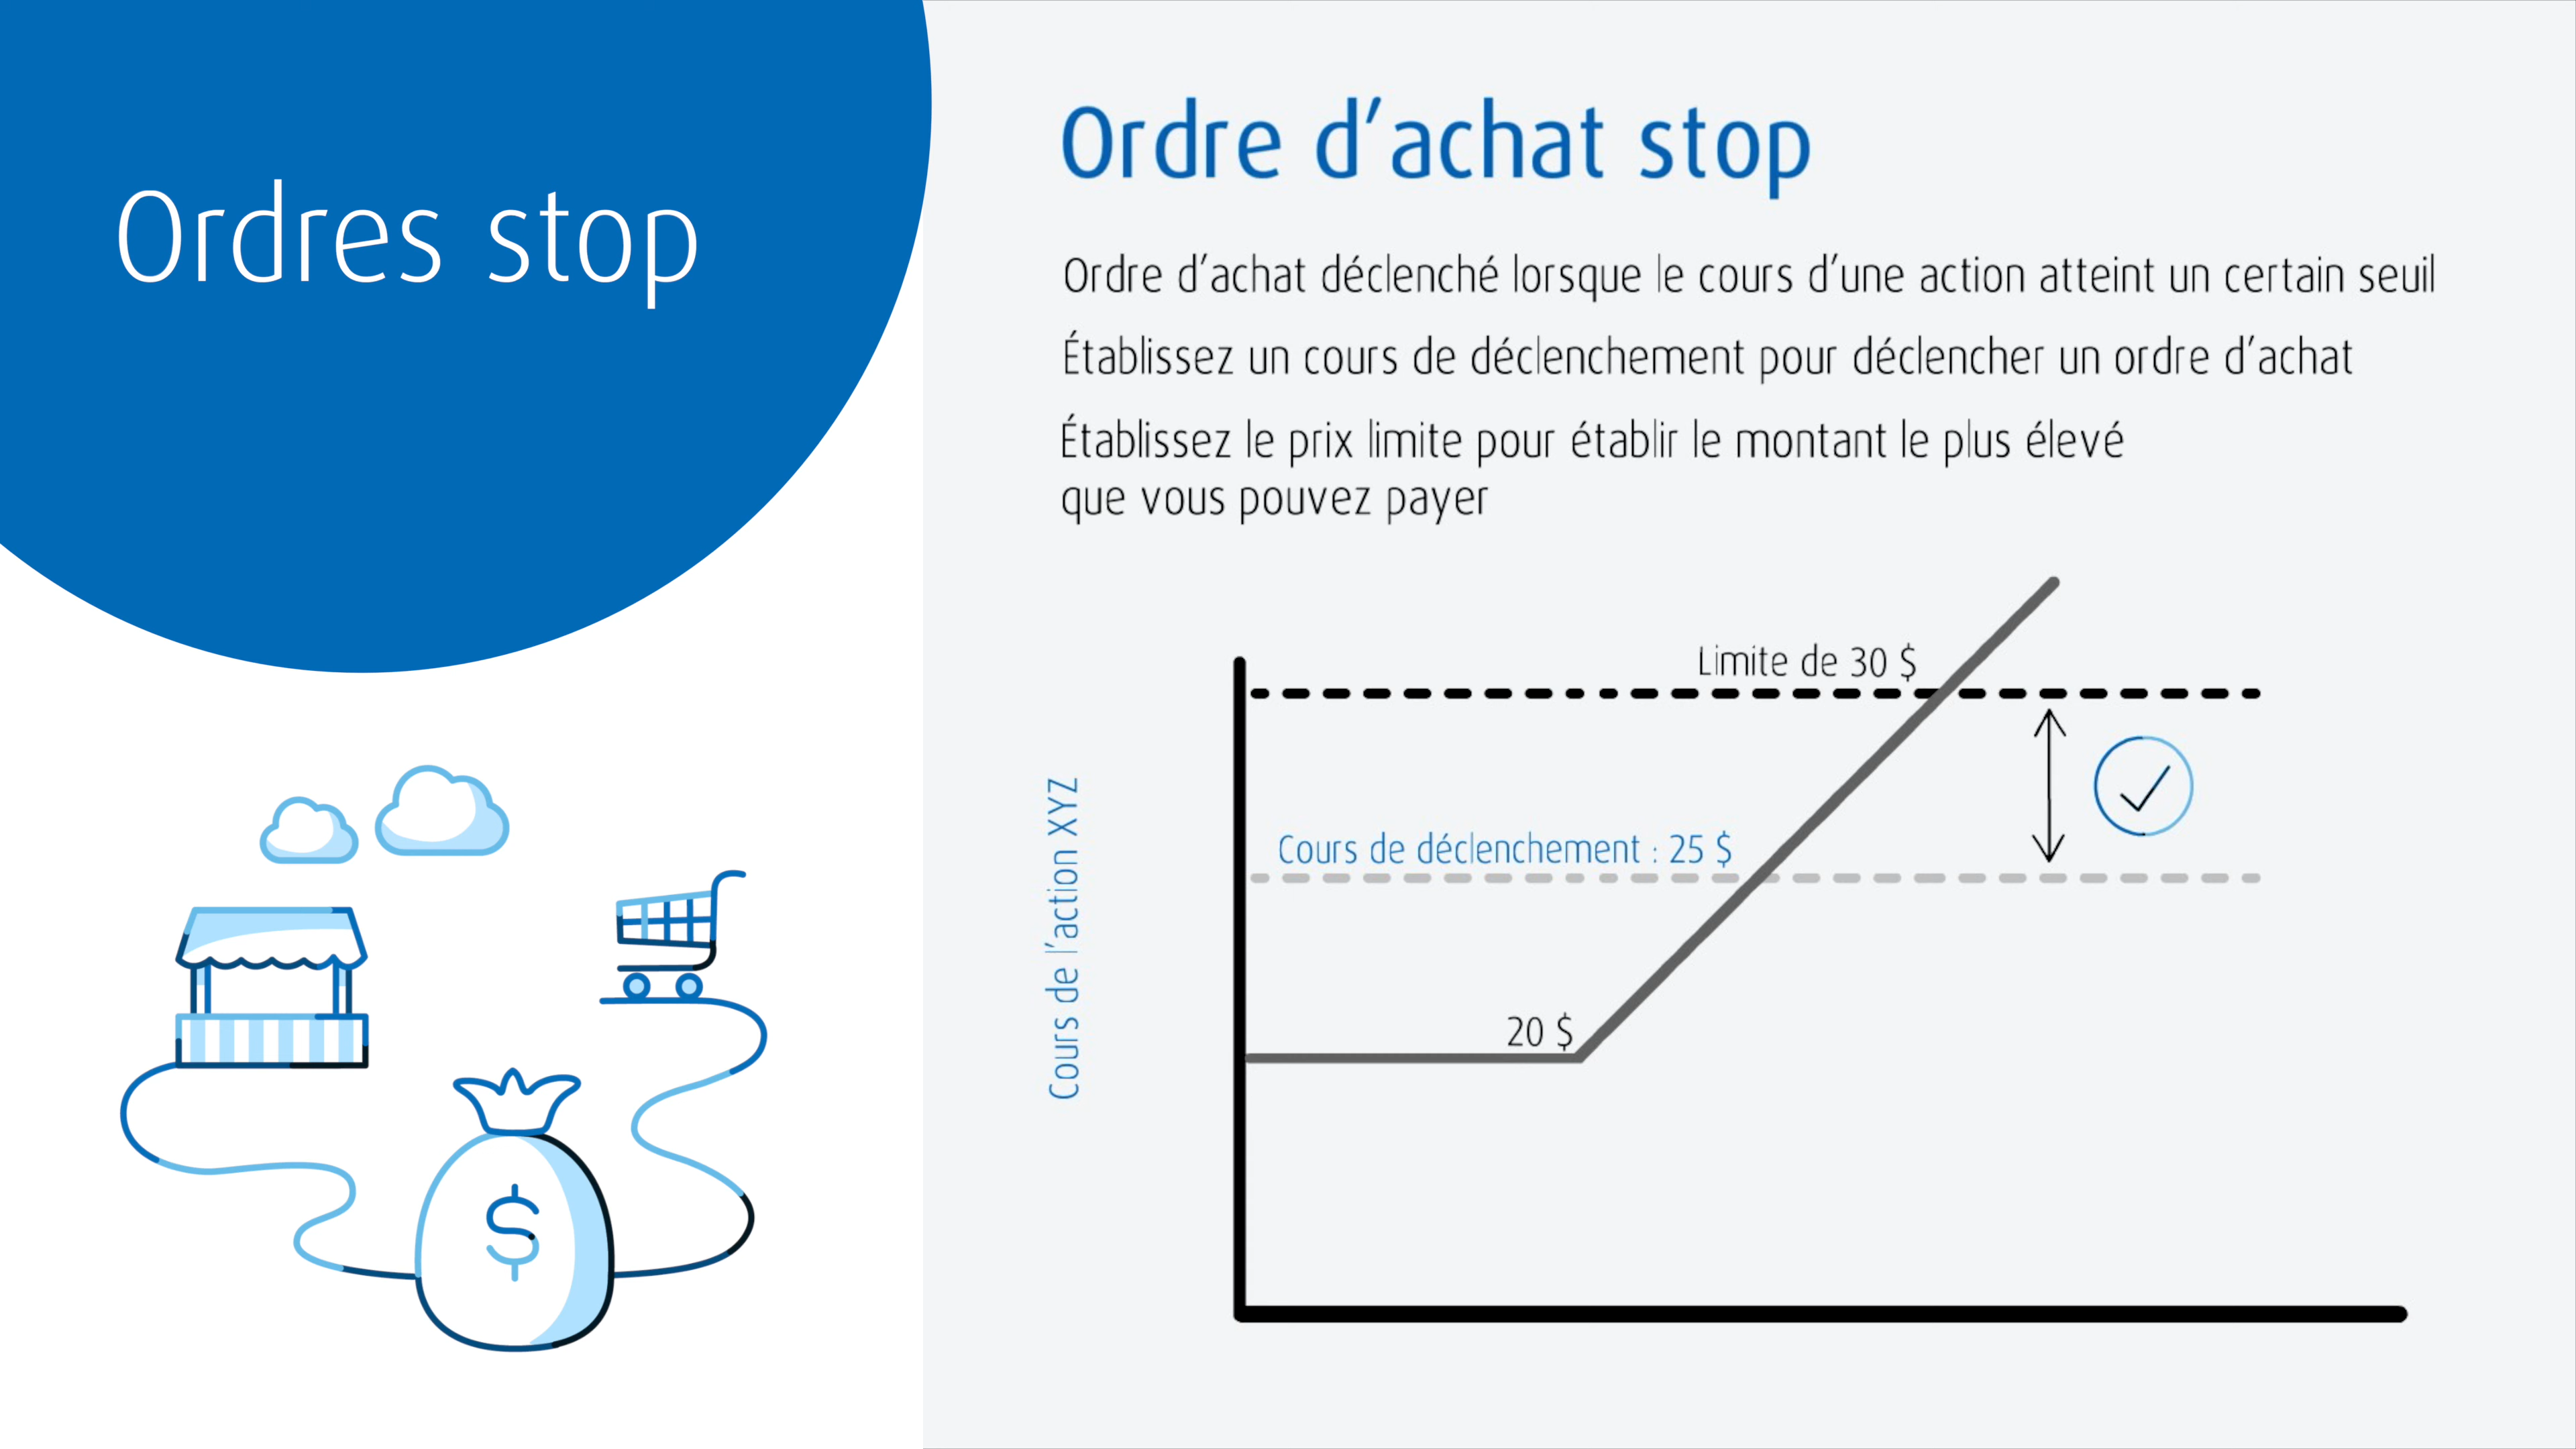 Ordres stop
Ordre d’achat stop
Ordre d’achat déclenché lorsque le cours d’une action atteint un certain seuil
Établissez un cours de déclenchement pour déclencher un ordre d’achat
Établissez le prix limite pour établir le montant le plus élevé
que vous pouvez payer
Limite de 30 $
Cours de déclenchement : 25 $
20 $
Cours de l’action XYZ
$